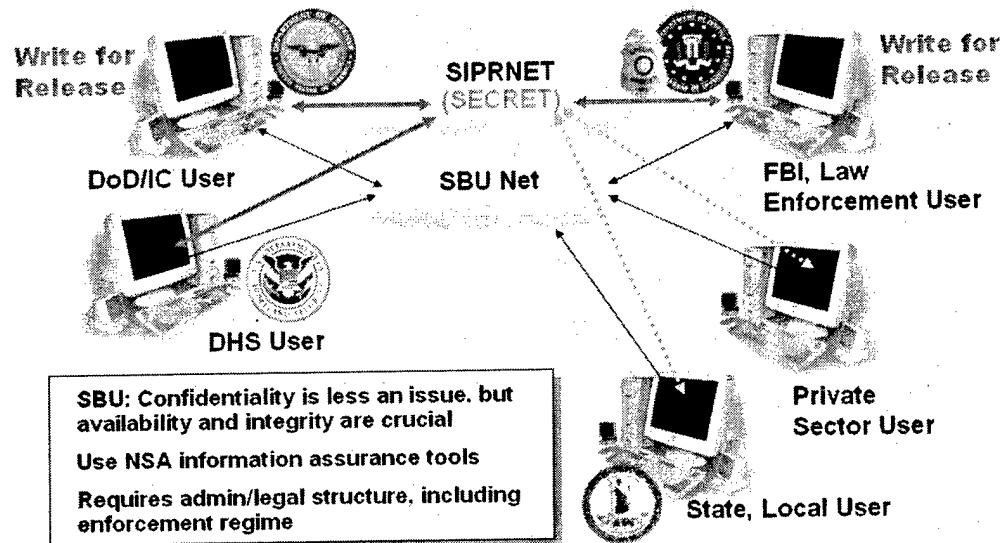 Write for
Release
SIPRNET
(SECRET)
Write for
Release
DoD/IC User
SBU Net
FBI, Law
Enforcement User
DHS User
SBU: Confidentiality is less an issue. but
availability and integrity are crucial
Use NSA information assurance tools
Requires admin/legal structure, including
enforcement regime
Private
Sector User
State, Local User